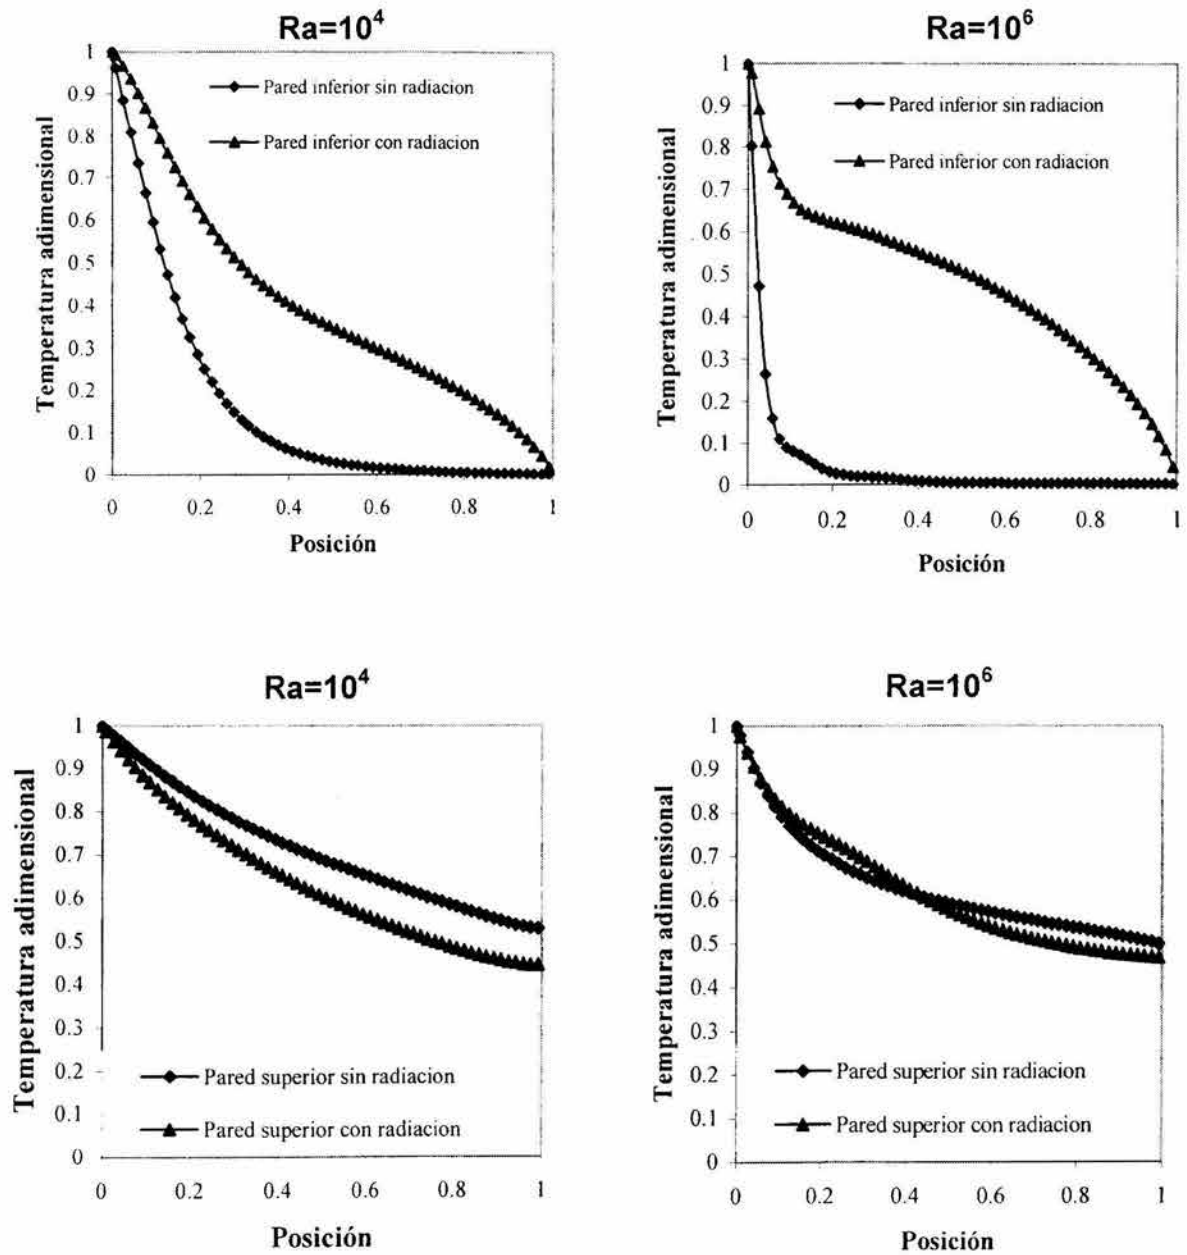 Ra=10⁴
Pared inferior sin radiacion
Pared inferior con radiacion
Temperatura adimensional
1
0.9
0.8
0.7
0.6
0.5
0.4
0.3
0.2
0.1
0
0 0.2 0.4 0.6 0.8 1
Posición
Ra=10⁶
Pared inferior sin radiacion
Pared inferior con radiacion
Temperatura adimensional
1
0.9
0.8
0.7
0.6
0.5
0.4
0.3
0.2
0.1
0
0 0.2 0.4 0.6 0.8 1
Posición
Ra=10⁴
Temperatura adimensional
1
0.9
0.8
0.7
0.6
0.5
0.4
0.3
0.2
0.1
0
Pared superior sin radiacion
Pared superior con radiacion
0 0.2 0.4 0.6 0.8 1
Posición
Ra=10⁶
Temperatura adimensional
1
0.9
0.8
0.7
0.6
0.5
0.4
0.3
0.2
0.1
0
Pared superior sin radiacion
Pared superior con radiacion
0 0.2 0.4 0.6 0.8 1
Posición